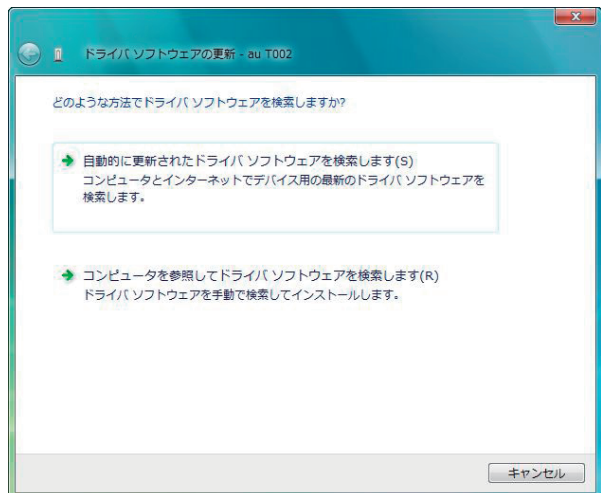 ドライバ ソフトウェアの更新 - au T002
どのような方法でドライバ ソフトウェアを検索しますか?
自動的に更新されたドライバ ソフトウェアを検索します(S)
コンピュータとインターネットでデバイス用の最新のドライバ ソフトウェアを
検索します。
コンピュータを参照してドライバ ソフトウェアを検索します(R)
ドライバ ソフトウェアを手動で検索してインストールします。
キャンセル